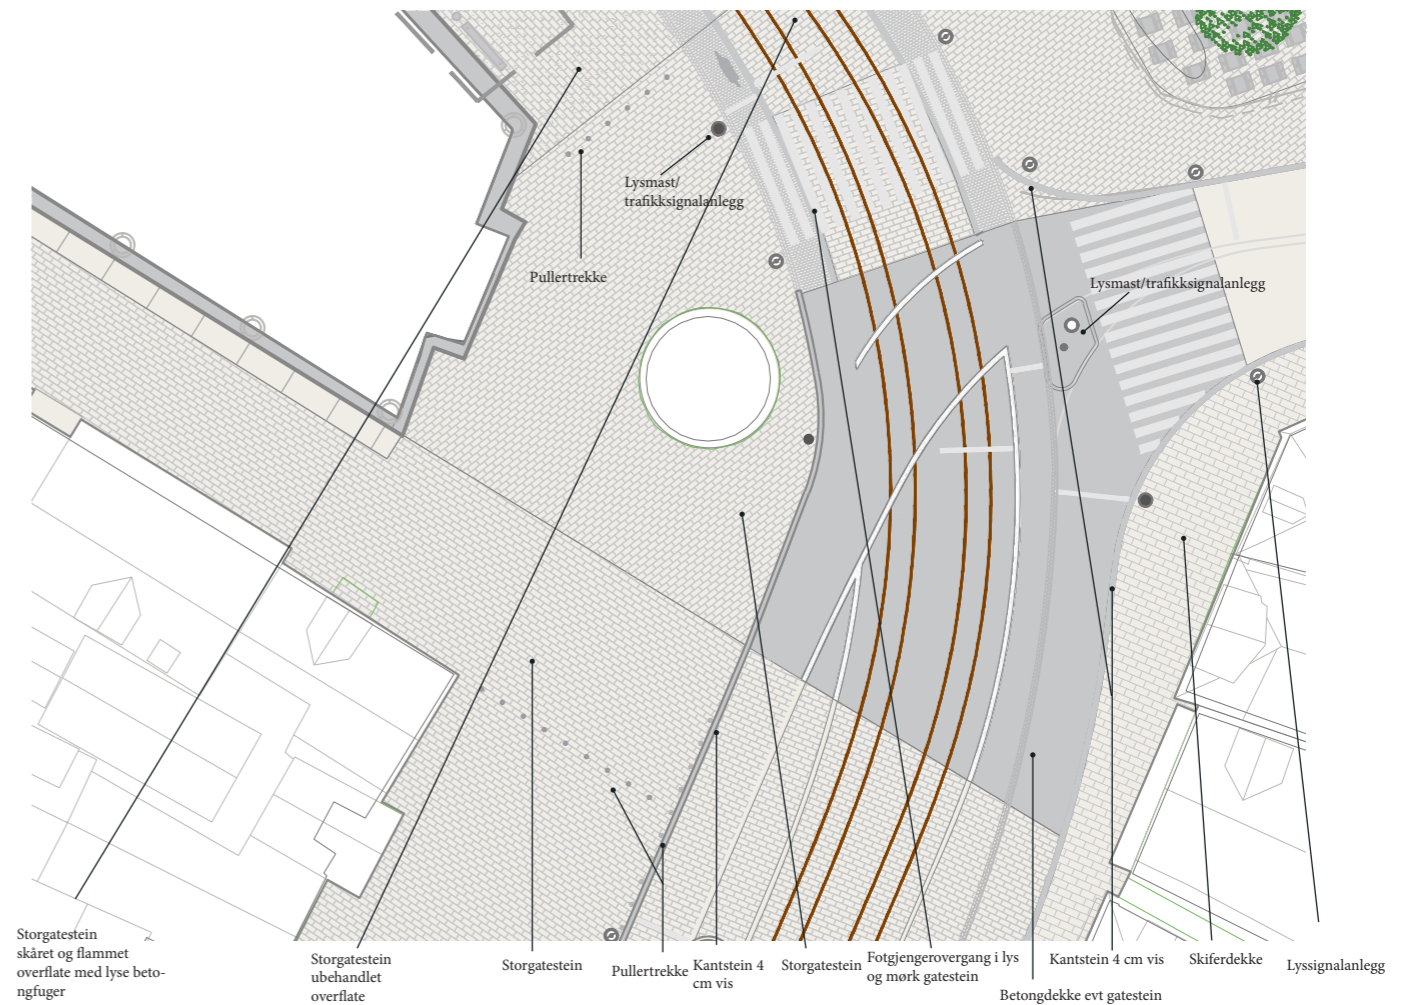 Lysmast/
trafikksignalanlegg
Pullertrekke
Lysmast/trafikksignalanlegg
Storgatestein
skåret og flammet
overflate med lyse beto-
ngfuger
Storgatestein
ubehandlet
overflate
Storgatestein
Pullertrekke
Kantstein 4
cm vis
Storgatestein
Fotgjengerovergang i lys
og mørk gatestein
Betongdekke evt gatestein
Kantstein 4 cm vis
Skiferdekke
Lyssignalanlegg